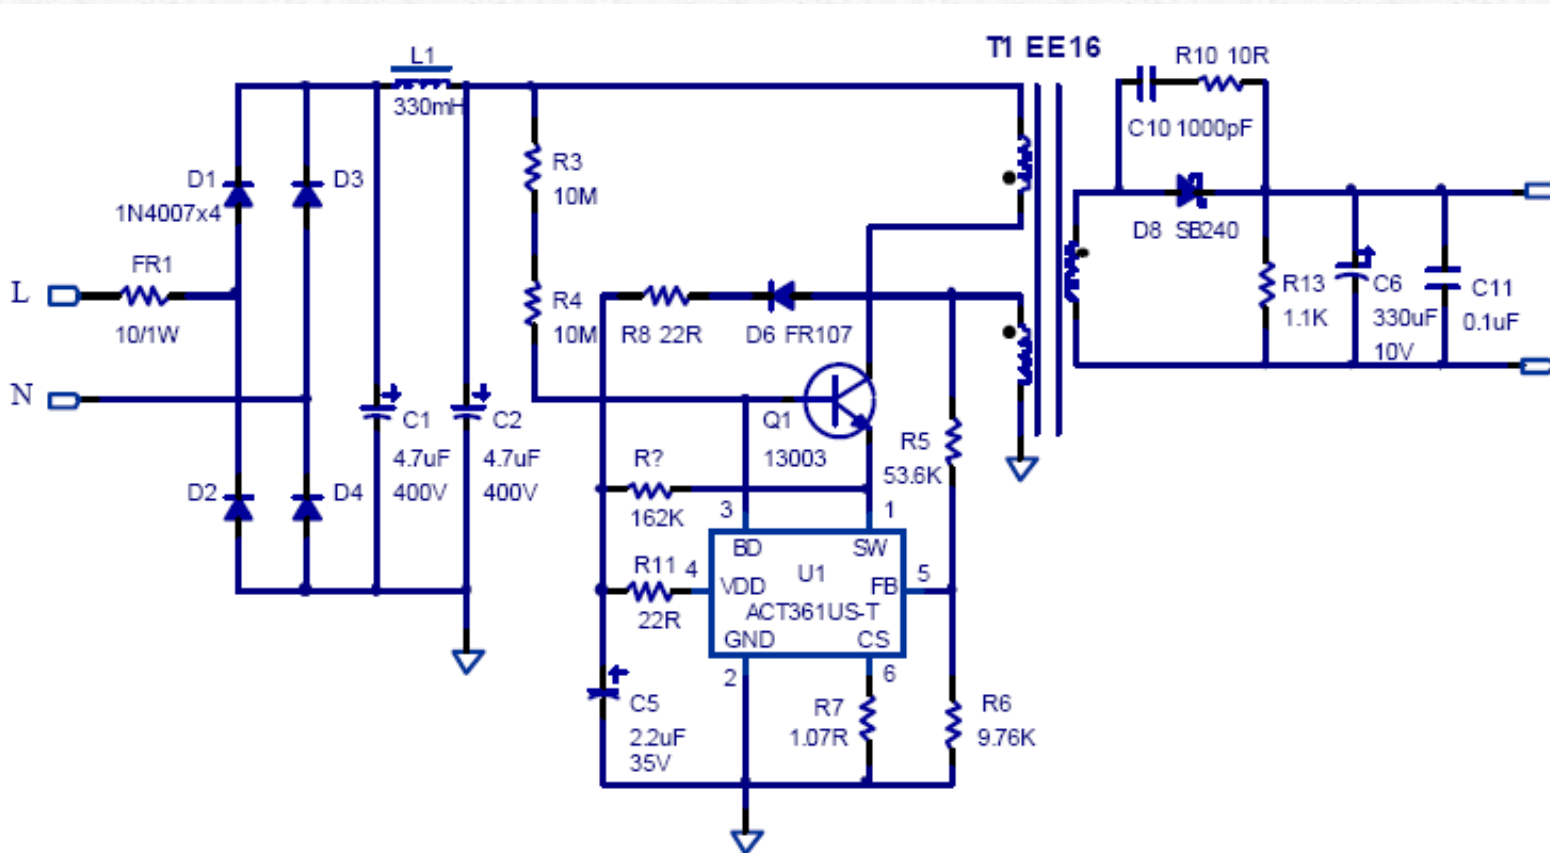 T1 EE16
L1
330mH
R10 10R
C10 1000pF
D1
1N4007x4
D3
R3
10M
D8 SB240
FR1
L
10/1W
R4
10M
R8 22R
D6 FR107
R13
1.1K
C6
330uF
10V
C11
0.1uF
N
C1
4.7uF
400V
C2
4.7uF
400V
Q1
13003
R5
53.6K
D2
D4
R?
162K
3
1
BD
SW
R11
22R
4
VDD
U1
ACT361US-T
FB
5
GND
CS
2
6
C5
2.2uF
35V
R7
1.07R
R6
9.76K